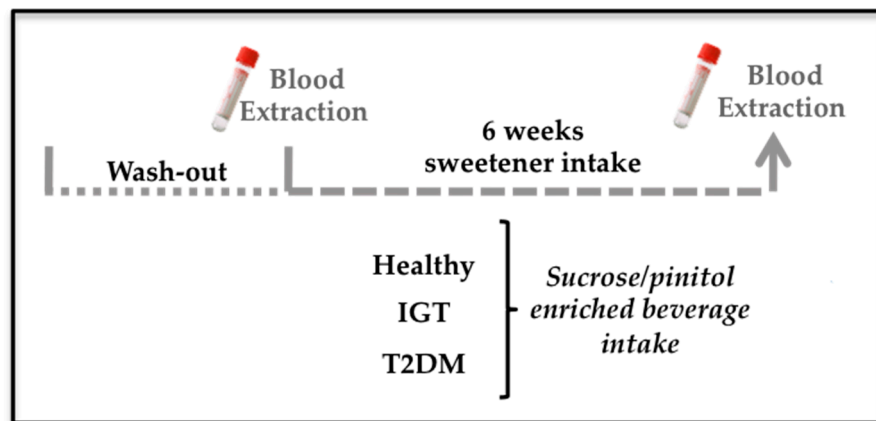 Blood
Extraction
Blood
Extraction
6 weeks
sweetener intake
Wash-out
Healthy
IGT
T2DM
Sucrose/pinitol
enriched beverage
intake